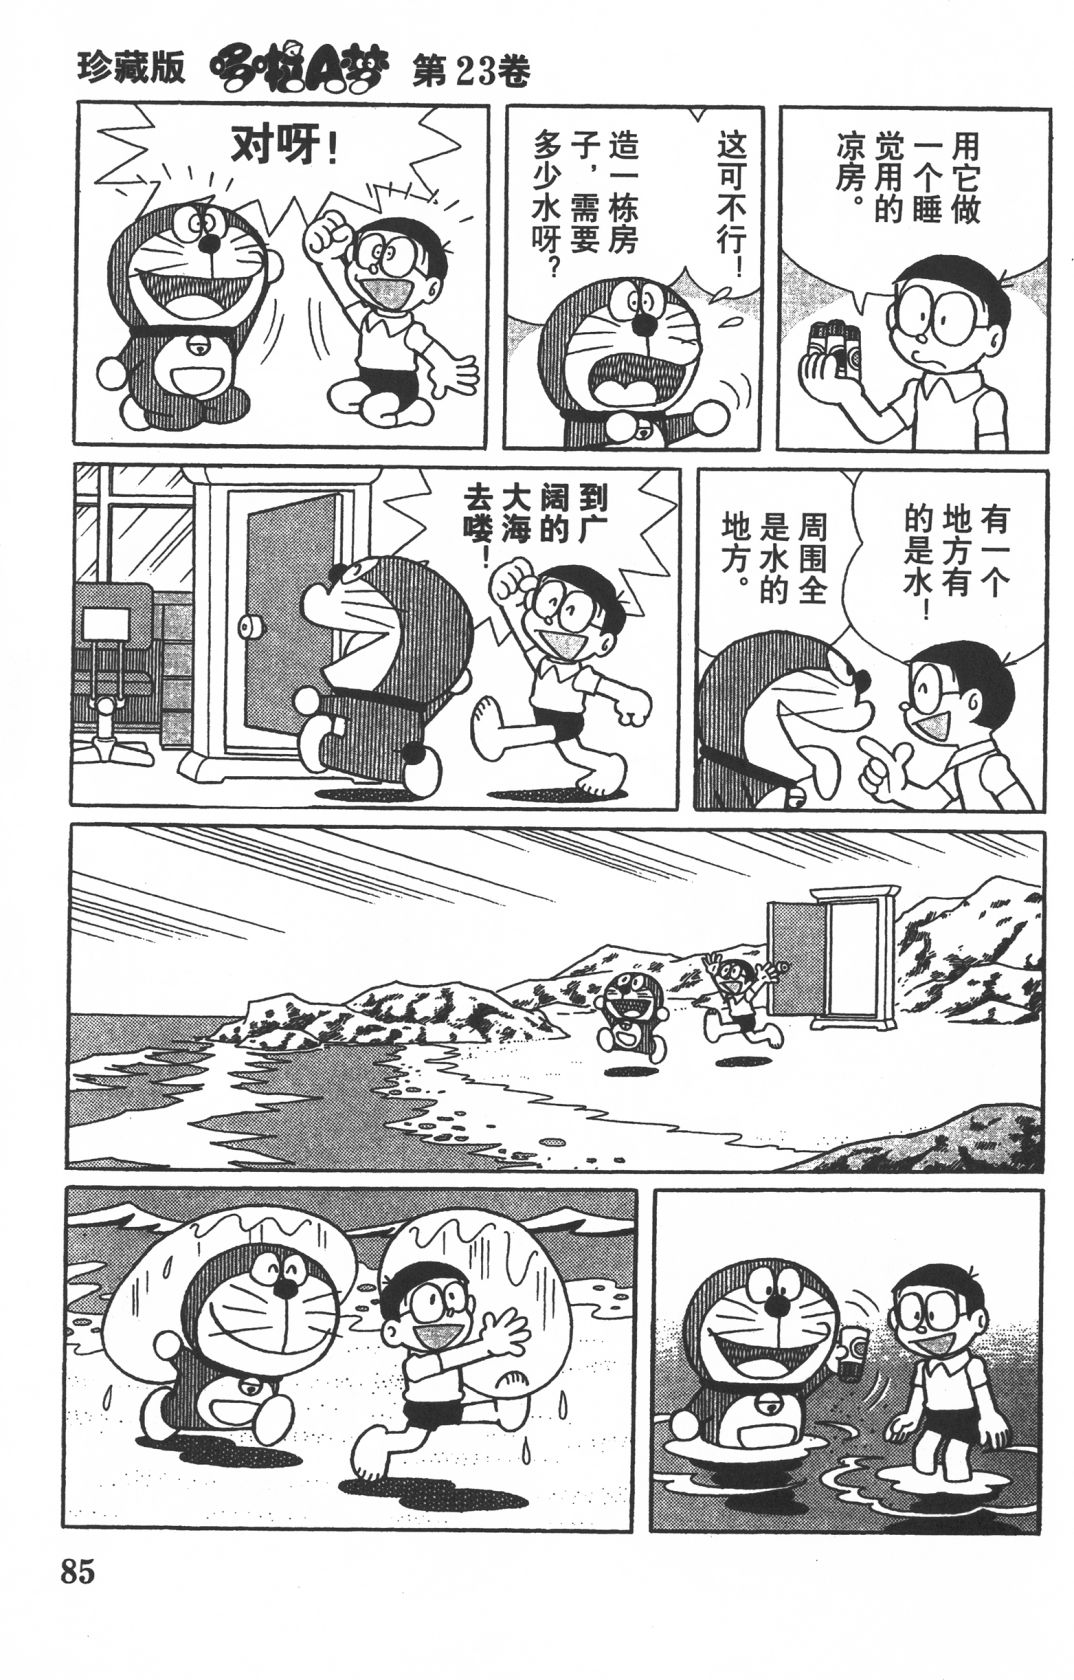 珍藏版 哆啦A梦 第23卷
用它做
一个睡
觉用的
凉房。
这可不行！
造一栋房
子，需要
多少水呀？
对呀！
有一个
地方有
的是水！
周围全
是水的
地方。
到广
阔的
大海
去喽！
85